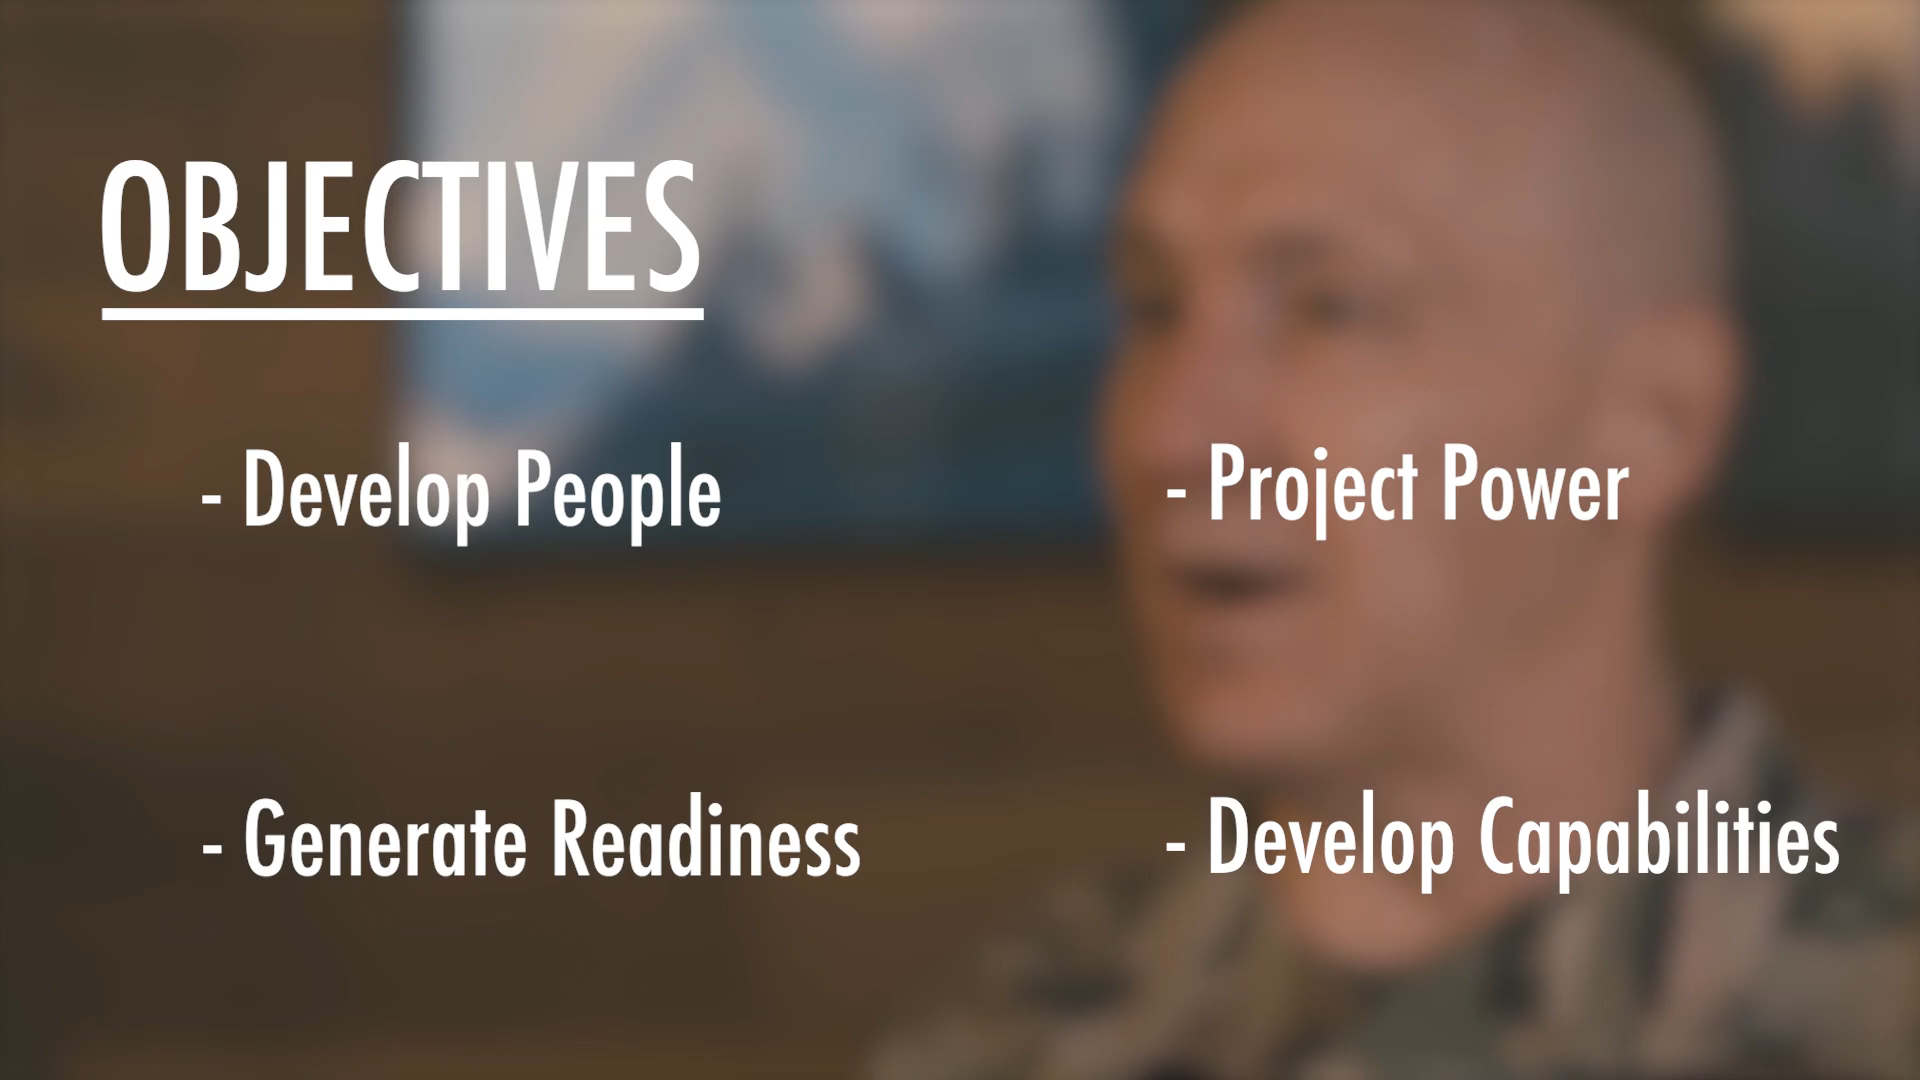 OBJECTIVES
- Develop People
- Project Power
- Generate Readiness
- Develop Capabilities